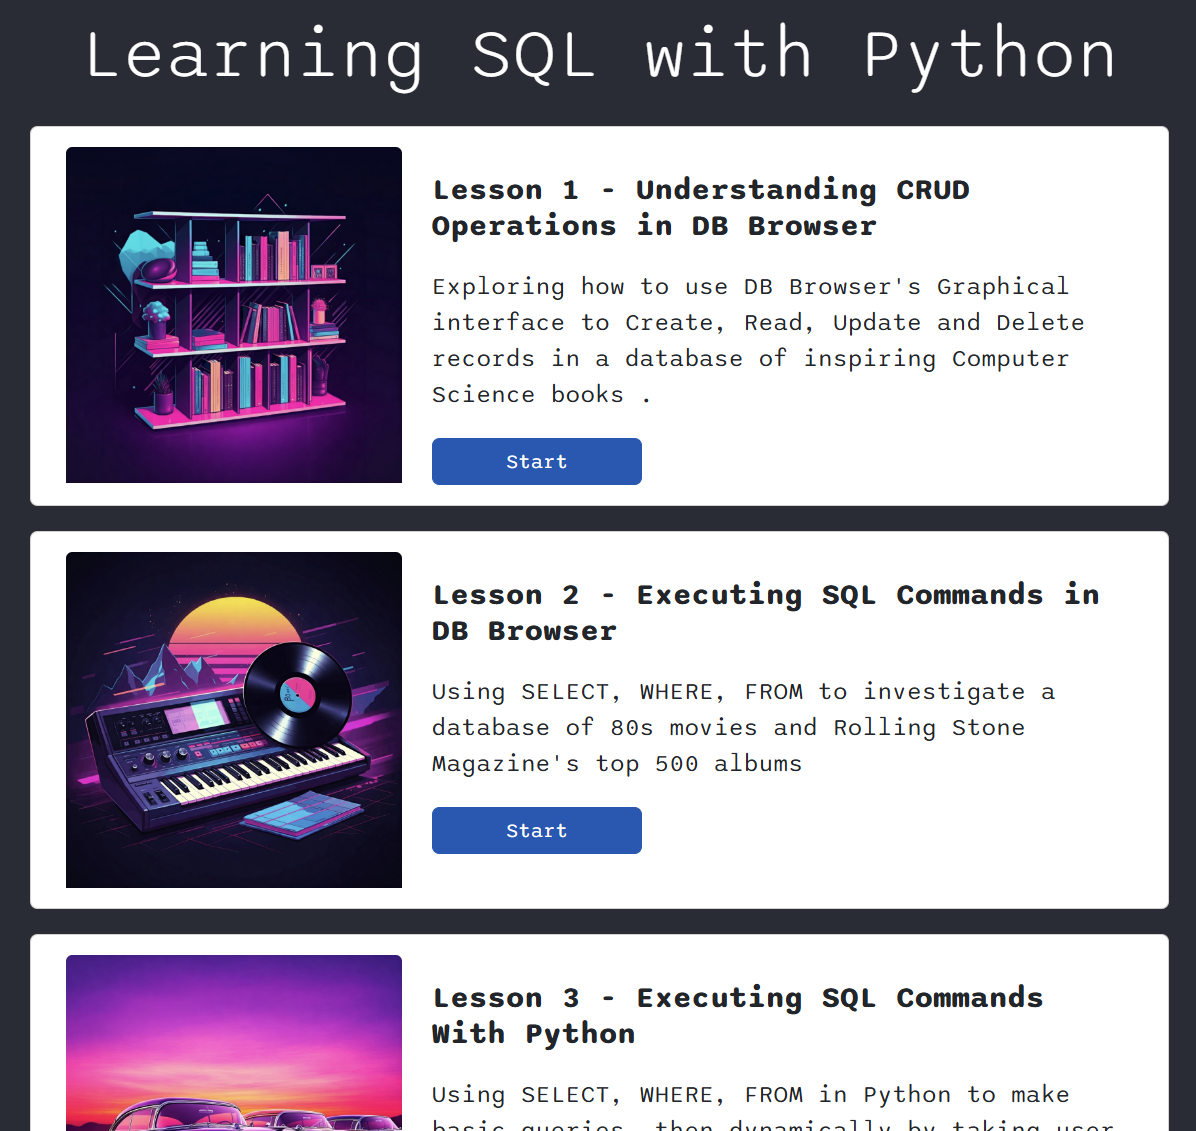 Learning SQL with Python
Lesson 1 - Understanding CRUD
Operations in DB Browser
Exploring how to use DB Browser's Graphical
interface to Create, Read, Update and Delete
records in a database of inspiring Computer
Science books .
Start
Lesson 2 - Executing SQL Commands in
DB Browser
Using SELECT, WHERE, FROM to investigate a
database of 80s movies and Rolling Stone
Magazine's top 500 albums
Start
Lesson 3 - Executing SQL Commands
With Python
Using SELECT, WHERE, FROM in Python to make
basic queries, then dynamically by taking user